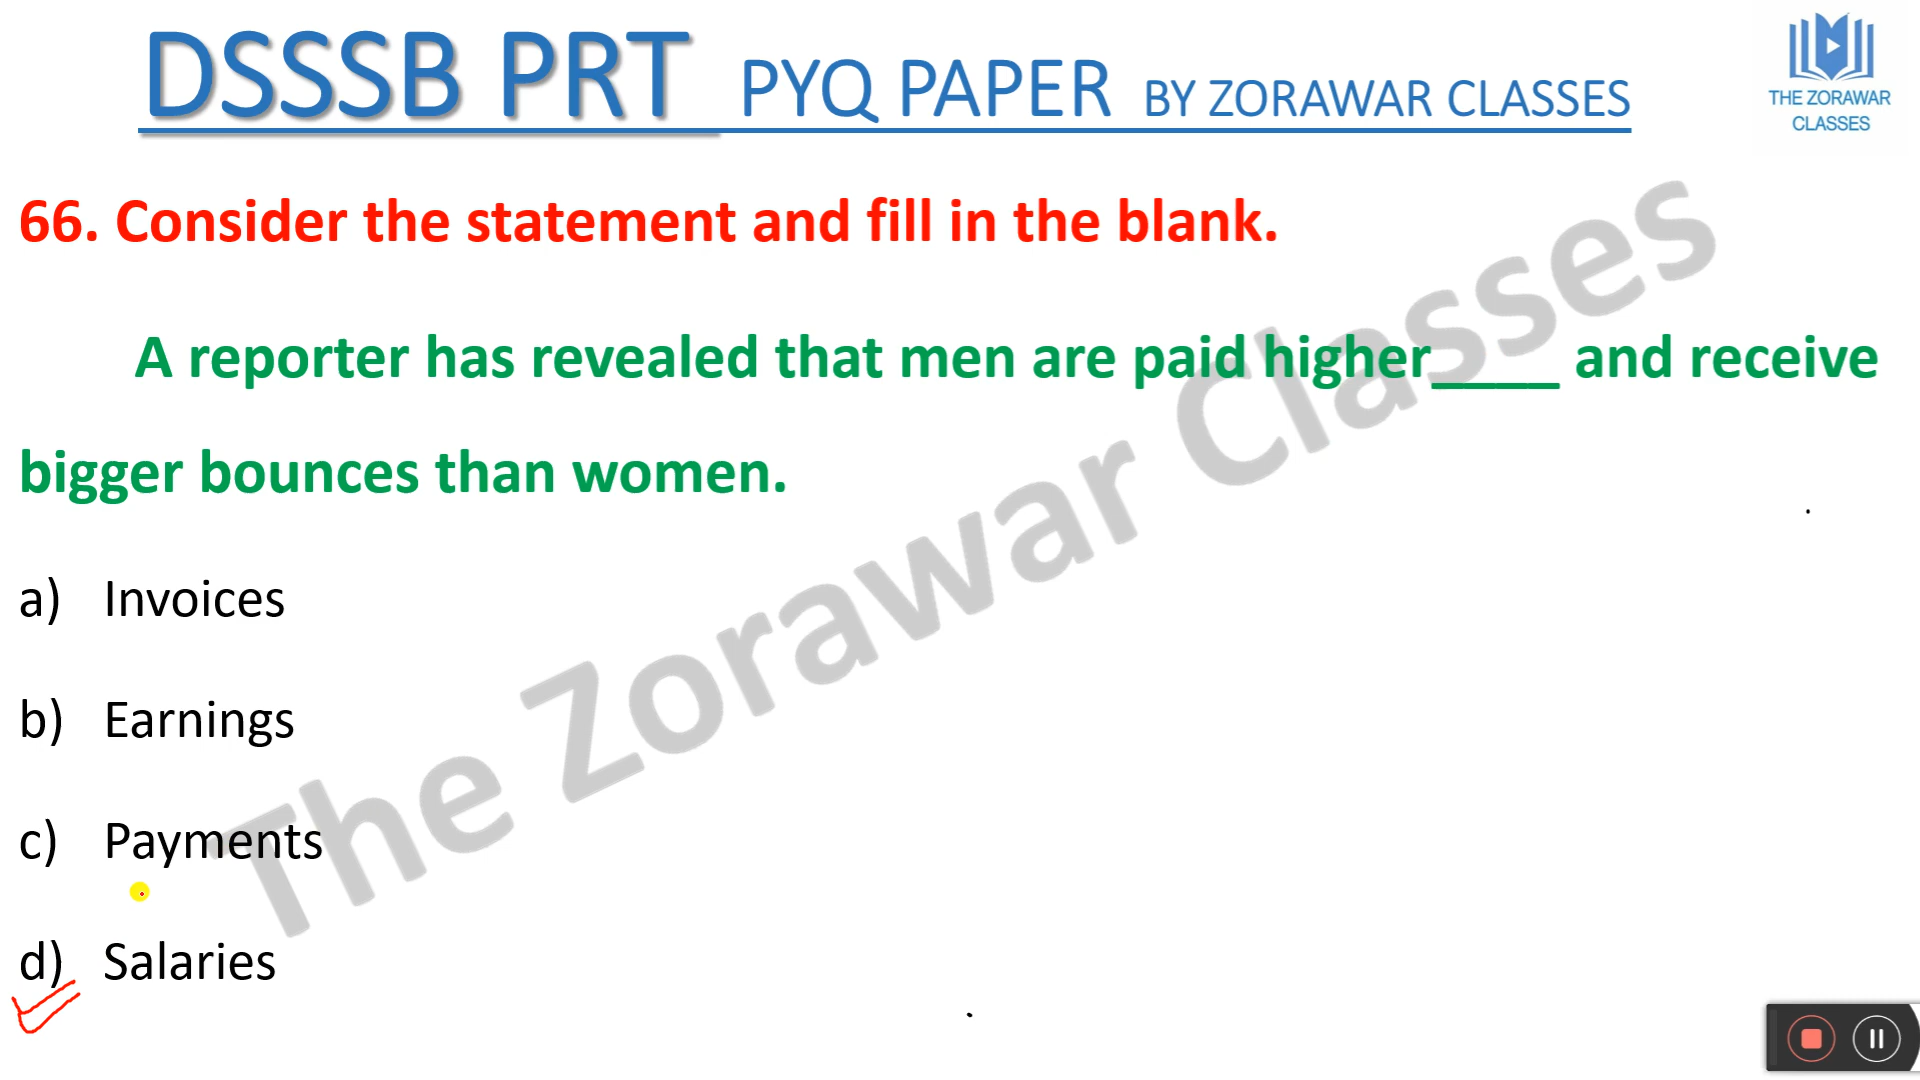 DSSSB PRT PYQ PAPER BY ZORAWAR CLASSES
THE ZORAWAR
CLASSES
66. Consider the statement and fill in the blank.
A reporter has revealed that men are paid higher____ and receive
bigger bounces than women.
a) Invoices
b) Earnings
c) Payments
d) Salaries
The Zorawar Classes